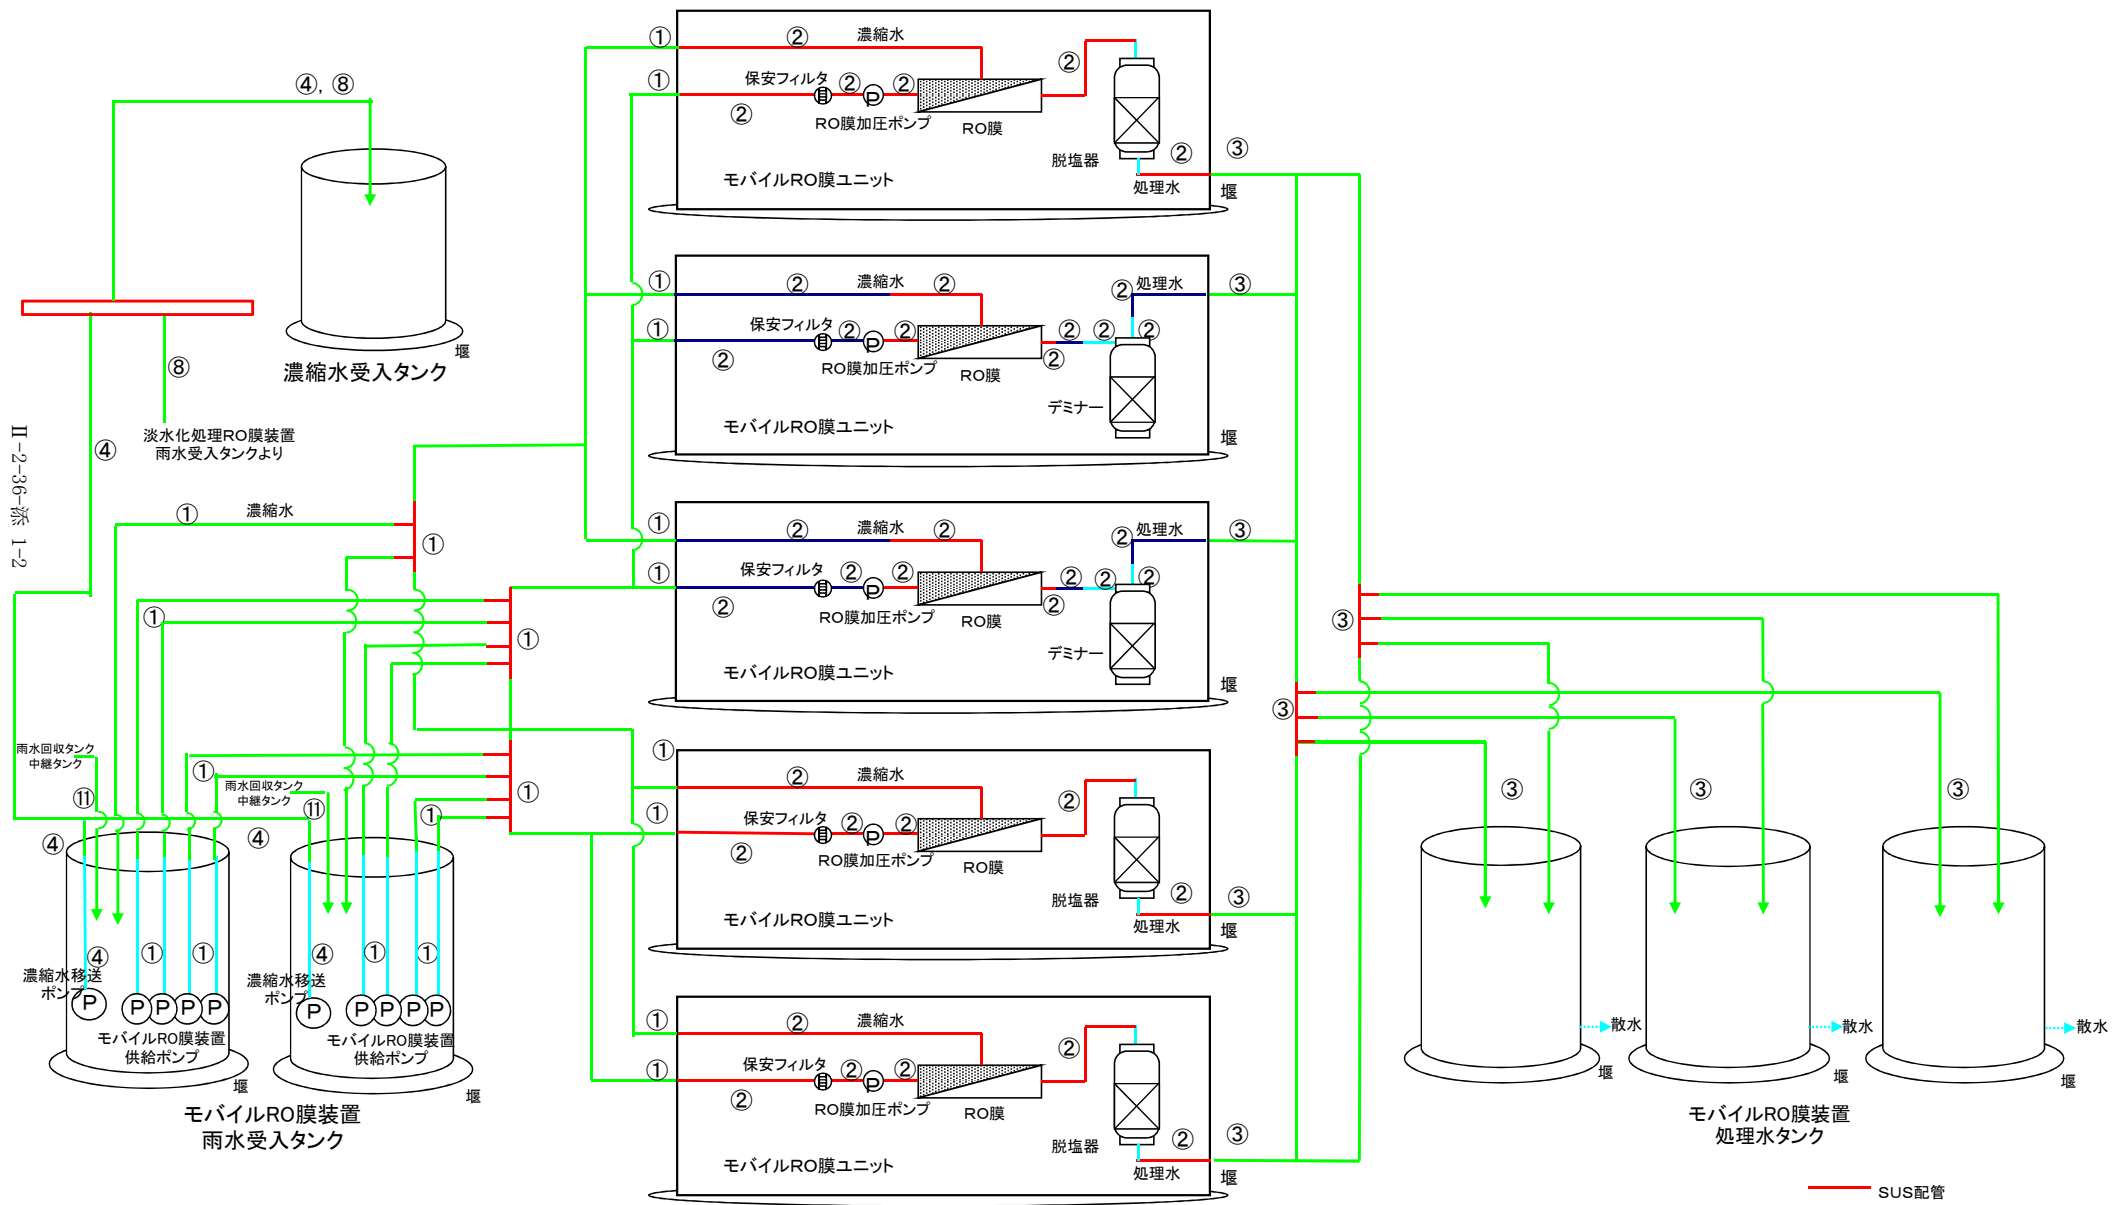 ④, ⑧
濃縮水受入タンク
堰
⑧
淡水化処理RO膜装置
雨水受入タンクより
④
Ⅱ-2-36-添 1-2
① 濃縮水
①
①
①
①
①
①
雨水回収タンク
中継タンク
⑪
雨水回収タンク
中継タンク
⑪
④
④
④
濃縮水移送
ポンプ
P
① ①
P P P P
モバイルRO膜装置
供給ポンプ
堰
④
濃縮水移送
ポンプ
P
① ①
P P P P
モバイルRO膜装置
供給ポンプ
堰
モバイルRO膜装置
雨水受入タンク
① ② 濃縮水
① 保安フィルタ ② ② ②
② P
RO膜加圧ポンプ RO膜
脱塩器 ② ③
モバイルRO膜ユニット 処理水 堰
① ② 濃縮水 ② ② 処理水 ③
① 保安フィルタ ② ② ② ② ②
② P ②
RO膜加圧ポンプ RO膜
デミナー
モバイルRO膜ユニット 堰
① ② 濃縮水 ② ② 処理水 ③
① 保安フィルタ ② ② ② ② ②
② P ②
RO膜加圧ポンプ RO膜
デミナー
モバイルRO膜ユニット 堰
① ② 濃縮水
① 保安フィルタ ② ② ②
② P
RO膜加圧ポンプ RO膜
脱塩器 ② ③
モバイルRO膜ユニット 処理水 堰
① ② 濃縮水
① 保安フィルタ ② ② ②
② P
RO膜加圧ポンプ RO膜
脱塩器 ② ③
モバイルRO膜ユニット 処理水 堰
③
③
③ ③ ③
散水 散水 散水
堰 堰 堰
モバイルRO膜装置
処理水タンク
SUS配管